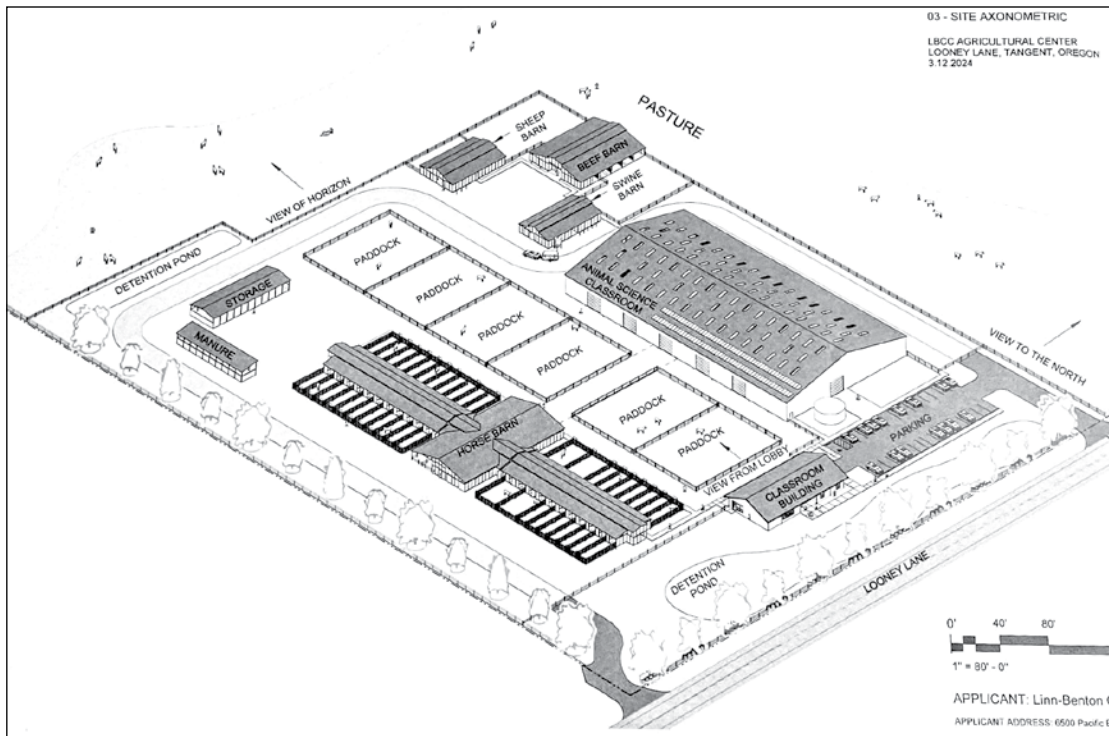 03 - SITE AXONOMETRIC
LBCC AGRICULTURAL CENTER
LOONEY LANE, TANGENT, OREGON
3.12.2024
PASTURE
SHEEP
BARN
BEEF BARN
SWINE
BARN
VIEW OF HORIZON
DETENTION POND
STORAGE
MANURE
PADDOCK
PADDOCK
PADDOCK
PADDOCK
ANIMAL SCIENCE
CLASSROOM
VIEW TO THE NORTH
PADDOCK
PADDOCK
PARKING
HORSE BARN
VIEW FROM LOBBY
CLASSROOM
BUILDING
DETENTION
POND
LOONEY LANE
0' 40' 80'
1" = 80' - 0"
APPLICANT: Linn-Benton
APPLICANT ADDRESS: 6500 Pacific